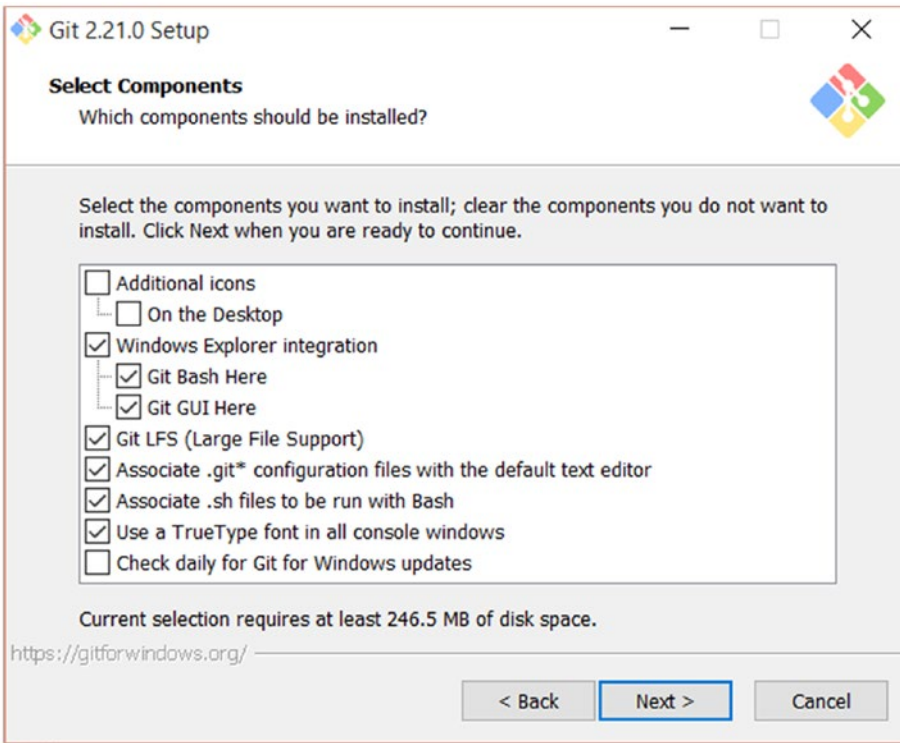 Git 2.21.0 Setup
Select Components
Which components should be installed?
Select the components you want to install; clear the components you do not want to
install. Click Next when you are ready to continue.
Additional icons
On the Desktop
Windows Explorer integration
Git Bash Here
Git GUI Here
Git LFS (Large File Support)
Associate .git* configuration files with the default text editor
Associate .sh files to be run with Bash
Use a TrueType font in all console windows
Check daily for Git for Windows updates
Current selection requires at least 246.5 MB of disk space.
https://gitforwindows.org/
< Back Next > Cancel